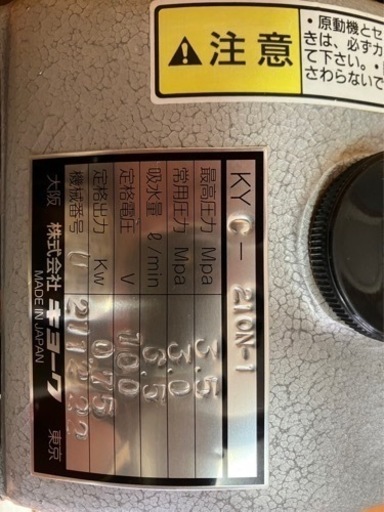 ⚠注意
・原動機とセ
きは、必ずカ
て下さい。・
さわらないで
KYC-210N-1
最高圧力 Mpa 3.5
常用圧力 Mpa 3.0
吸水量 ℓ/min 6.5
定格電圧 V 100
定格出力 Kw 0.75
機械番号
大阪 株式会社 キョーワ 東京
MADE IN JAPAN